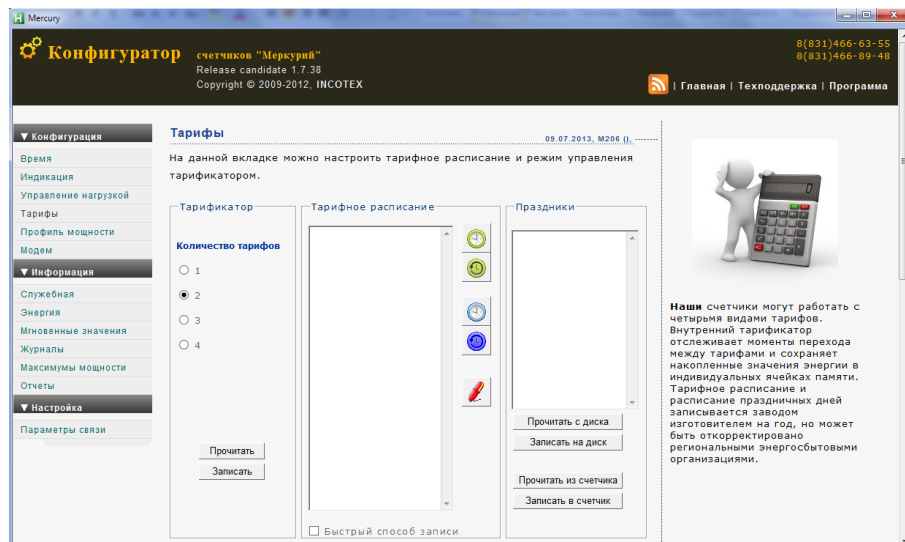 Mercury
Конфигуратор счетчиков "Меркурий"
Release candidate 1.7.38
Copyright © 2009-2012, INCOTEX
8(831)466-63-55
8(831)466-89-48
| Главная | Техподдержка | Программа
▼ Конфигурация
Время
Индикация
Управление нагрузкой
Тарифы
Профиль мощности
Модем
▼ Информация
Служебная
Энергия
Мгновенные значения
Журналы
Максимумы мощности
Отчеты
▼ Настройка
Параметры связи
Тарифы
09.07.2013, М206 (),
На данной вкладке можно настроить тарифное расписание и режим управления
тарификатором.
Тарификатор
Количество тарифов
1
2
3
4
Прочитать
Записать
Тарифное расписание
Быстрый способ записи
Праздники
Прочитать с диска
Записать на диск
Прочитать из счетчика
Записать в счетчик
Наши счетчики могут работать с
четырьмя видами тарифов.
Внутренний тарификатор
отслеживает моменты перехода
между тарифами и сохраняет
накопленные значения энергии в
индивидуальных ячейках памяти.
Тарифное расписание и
расписание праздничных дней
записывается заводом
изготовителем на год, но может
быть откорректировано
региональными энергосбытовыми
организациями.